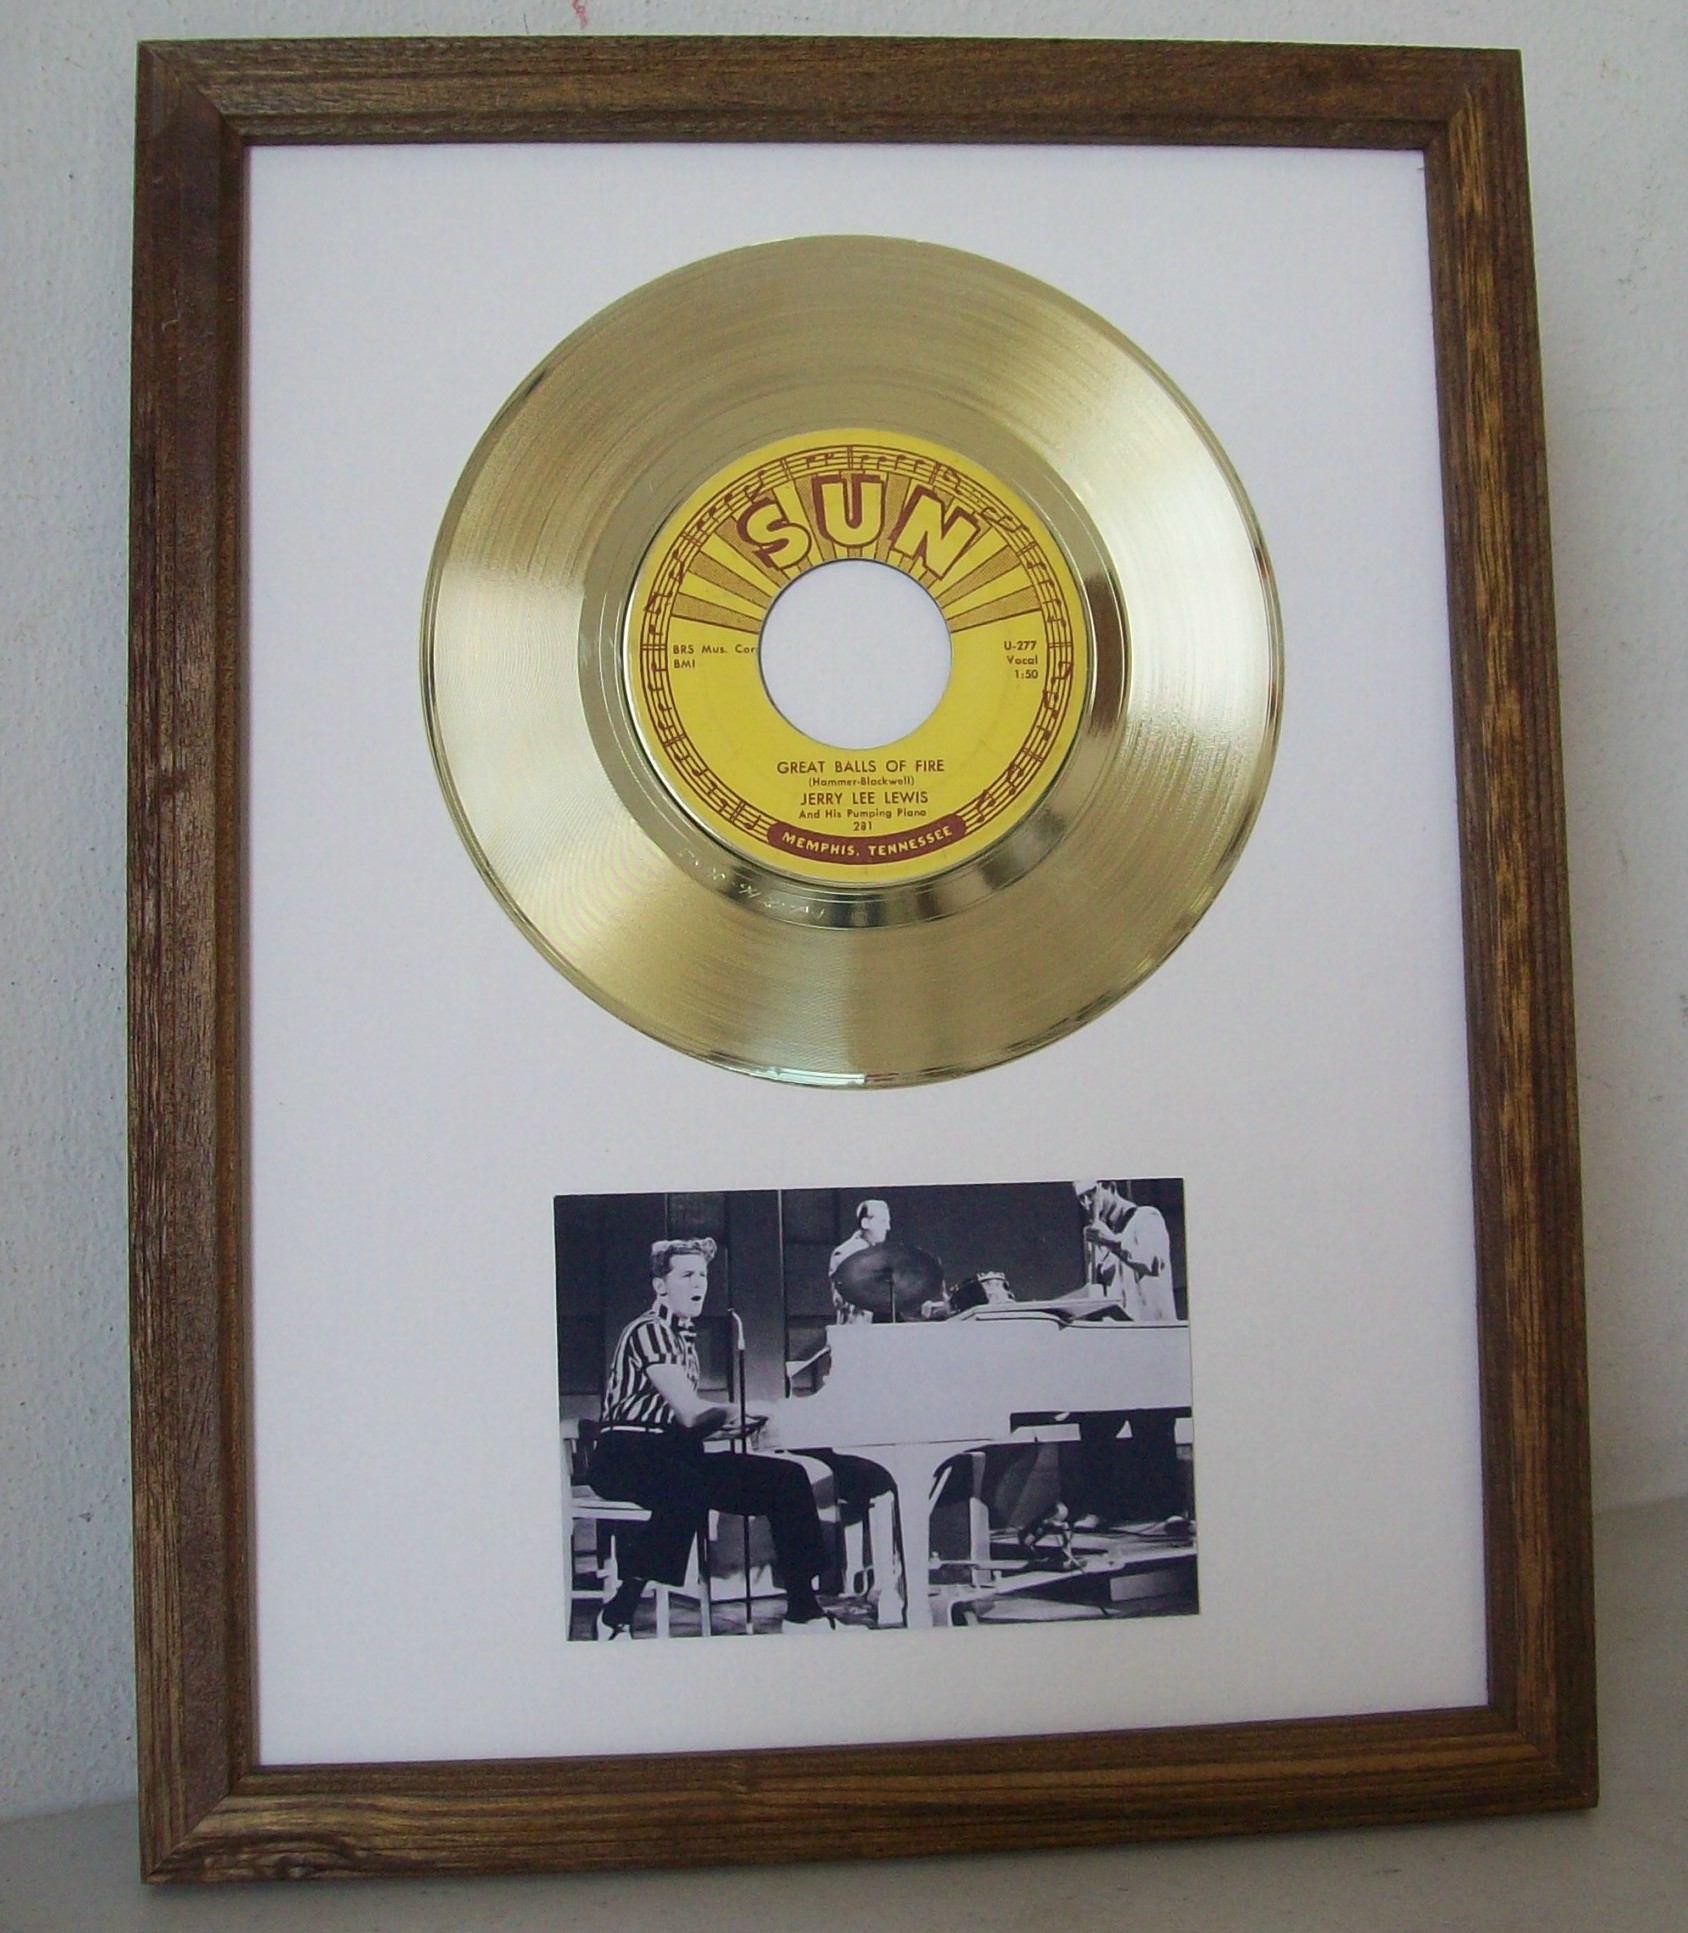 SUN
BRS Mus. Cor
BMI
U-277
Vocal
1:50
GREAT BALLS OF FIRE
(Hammer-Blackwell)
JERRY LEE LEWIS
And His Pumping Piano
281
MEMPHIS, TENNESSEE